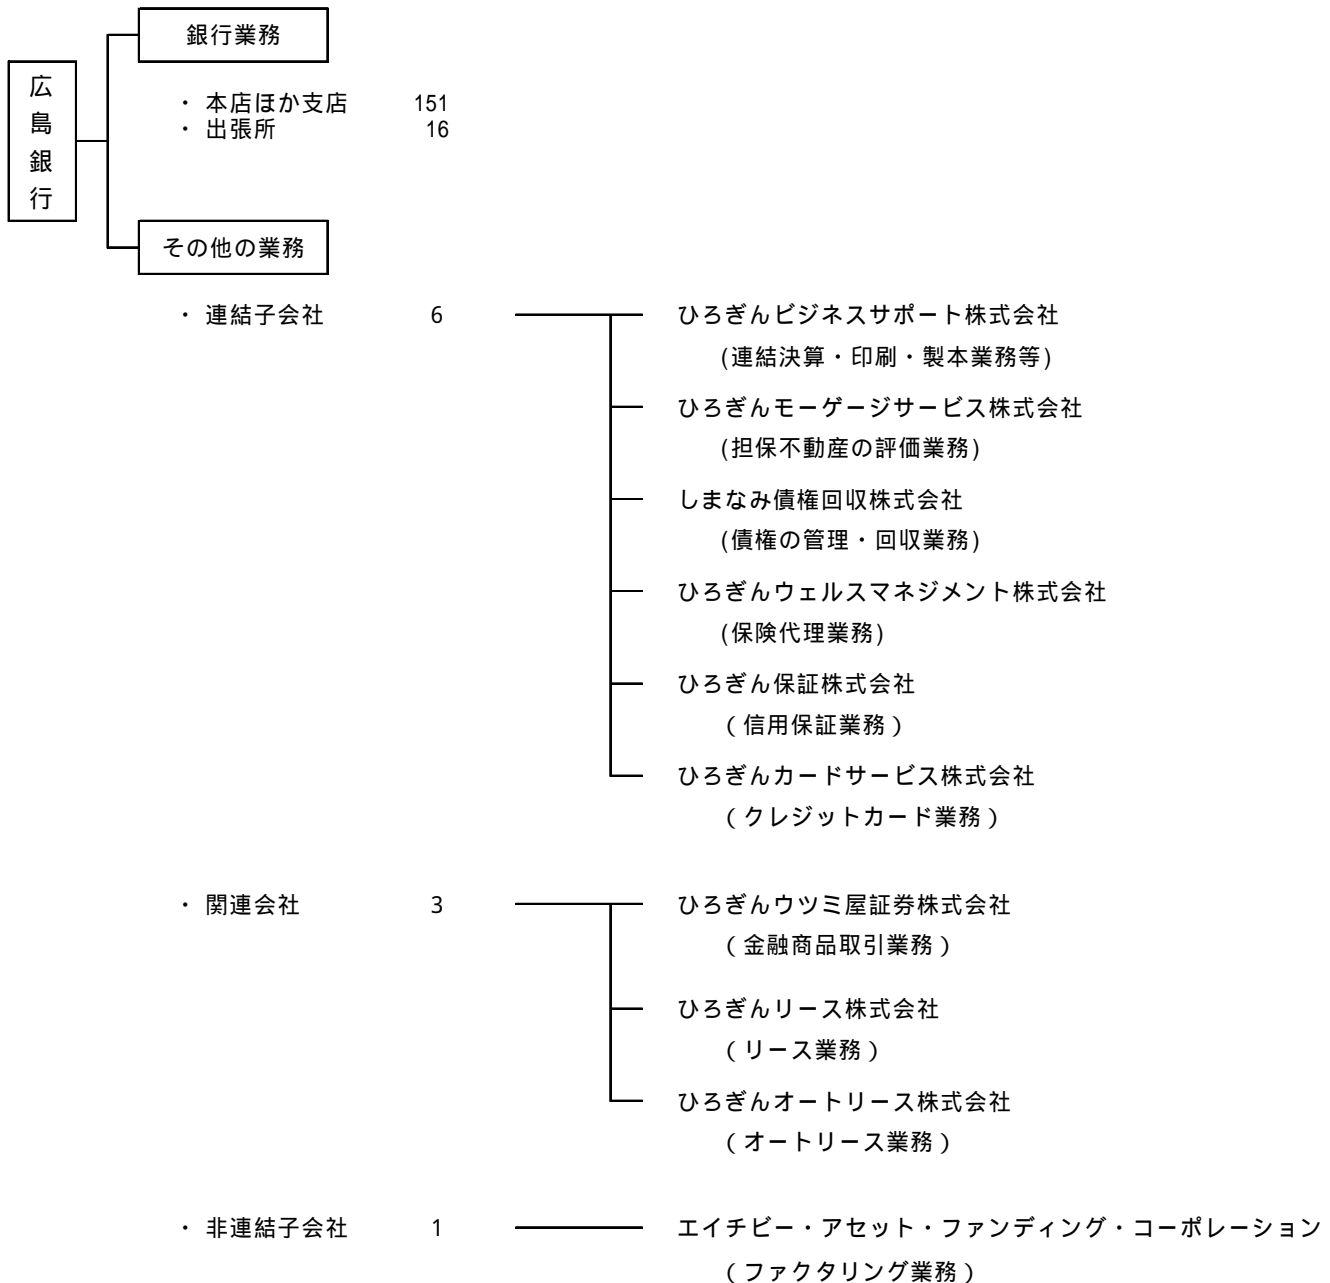 銀行業務
広島銀行
・ 本店ほか支店 151
・ 出張所 16
その他の業務
・ 連結子会社 6 ひろぎんビジネスサポート株式会社
(連結決算・印刷・製本業務等)
ひろぎんモーゲージサービス株式会社
(担保不動産の評価業務)
しまなみ債権回収株式会社
(債権の管理・回収業務)
ひろぎんウェルスマネジメント株式会社
(保険代理業務)
ひろぎん保証株式会社
(信用保証業務)
ひろぎんカードサービス株式会社
(クレジットカード業務)
・ 関連会社 3 ひろぎんウツミ屋証券株式会社
(金融商品取引業務)
ひろぎんリース株式会社
(リース業務)
ひろぎんオートリース株式会社
(オートリース業務)
・ 非連結子会社 1 エイチビー・アセット・ファンディング・コーポレーション
(ファクタリング業務)